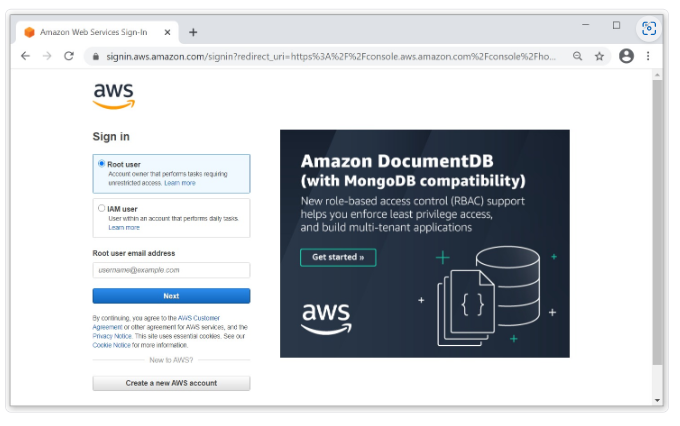 Amazon Web Services Sign-In
signin.aws.amazon.com/signin?redirect_uri=https%3A%2F%2Fconsole.aws.amazon.com%2Fconsole%2Fho...
aws
Sign in
Root user
Account owner that performs tasks requiring
unrestricted access. Learn more
IAM user
User within an account that performs daily tasks.
Learn more
Root user email address
username@example.com
Next
By continuing, you agree to the AWS Customer
Agreement or other agreement for AWS services, and the
Privacy Notice. This site uses essential cookies. See our
Cookie Notice for more information.
New to AWS?
Create a new AWS account
Amazon DocumentDB
(with MongoDB compatibility)
New role-based access control (RBAC) support
helps you enforce least privilege access,
and build multi-tenant applications
Get started »
aws
{ }